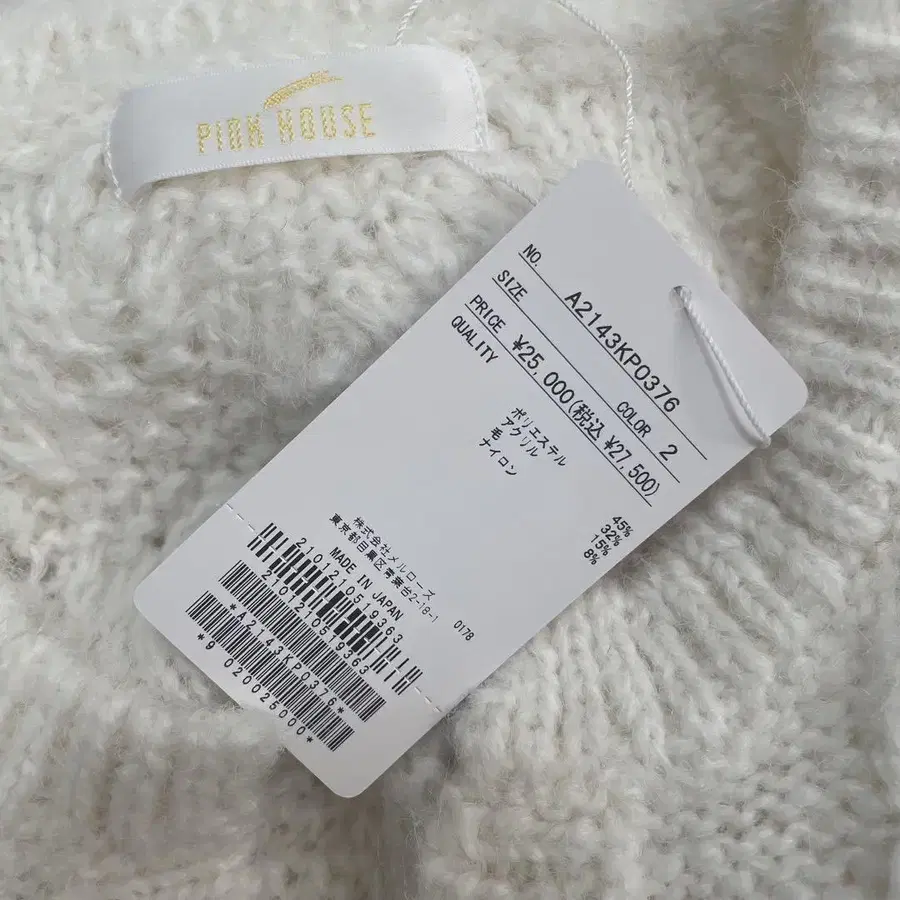 PINK HOUSE
NO. A2143KP0376
SIZE COLOR 2
PRICE ¥25,000(税込 ¥27,500)
QUALITY
ポリエステル 45%
アクリル 32%
毛 15%
ナイロン 8%
株式会社メルローズ
東京都目黒区青葉台2-18-1 0178
MADE IN JAPAN
2101210519363
2101210519363
*A2143KP0376*
*9020025000*